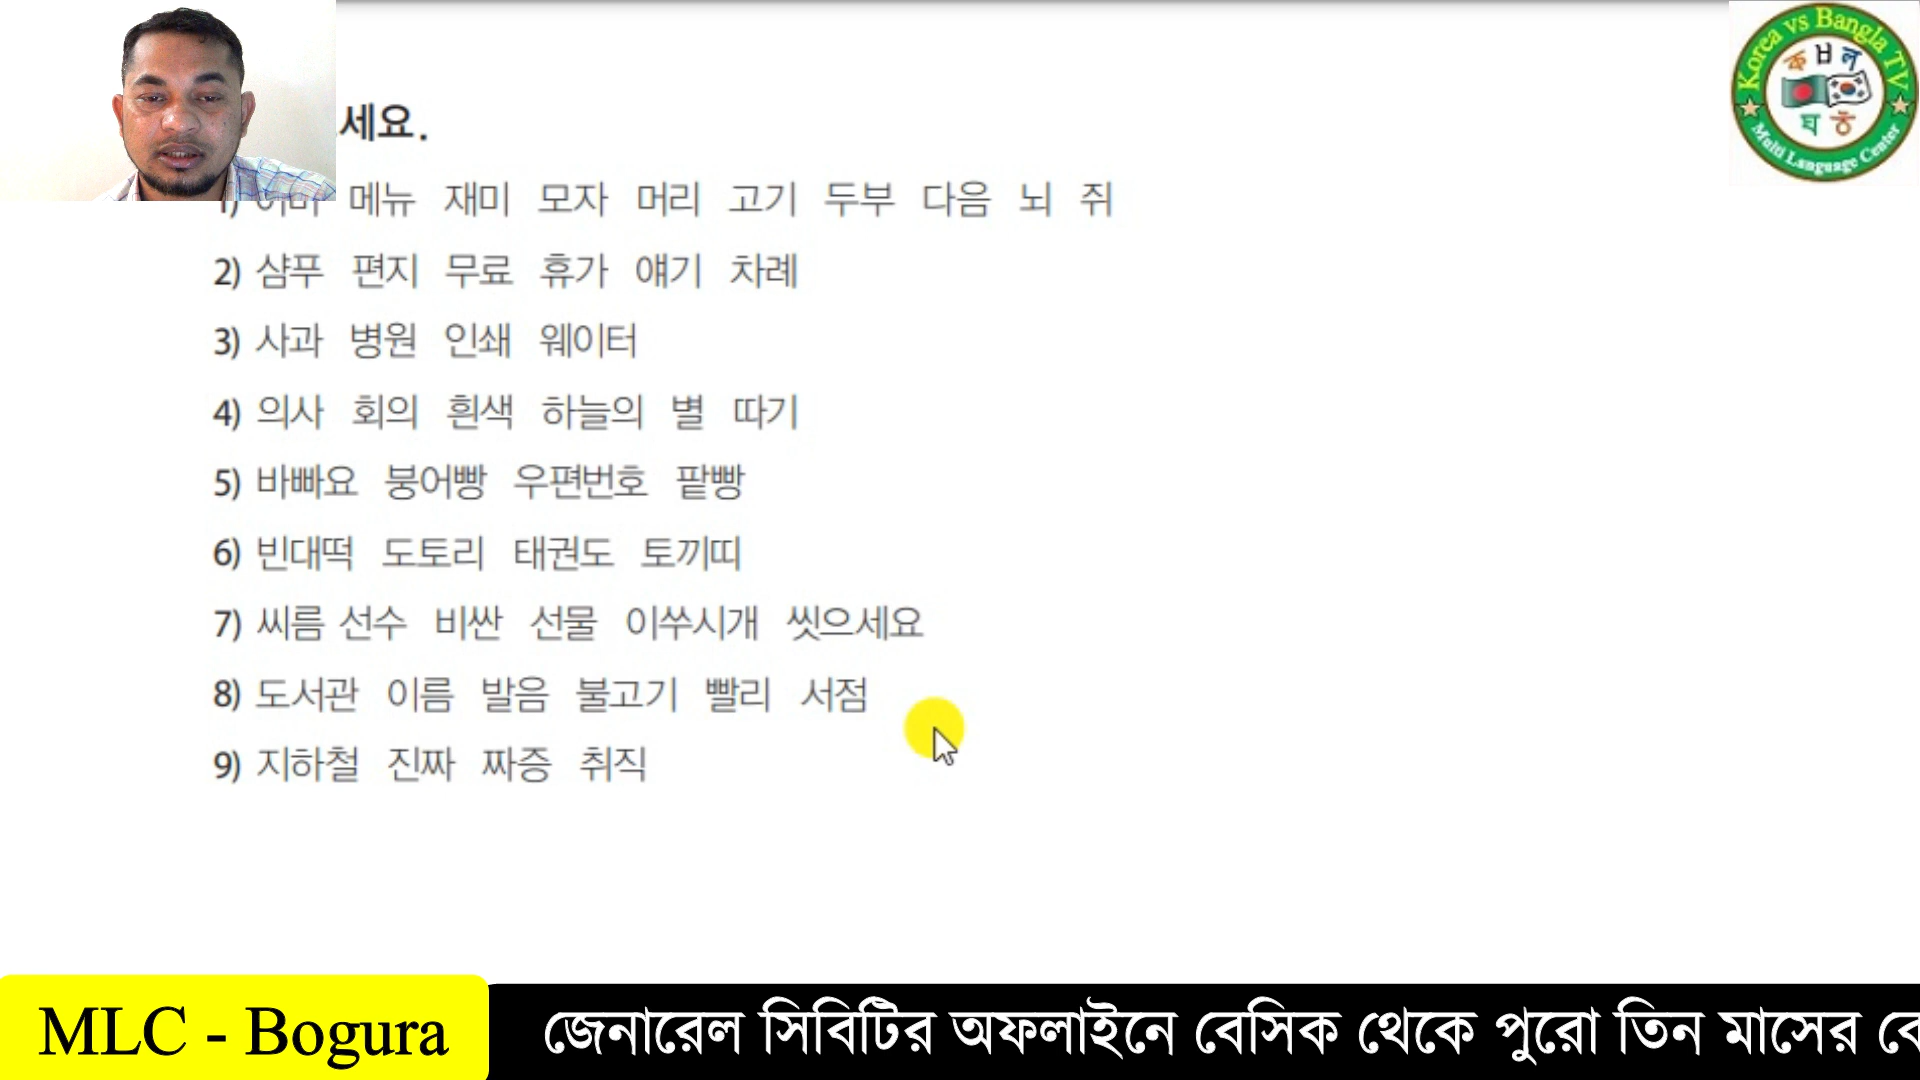 세요.
1) 메뉴 재미 모자 머리 고기 두부 다음 뇌 쥐
2) 샴푸 편지 무료 휴가 얘기 차례
3) 사과 병원 인쇄 웨이터
4) 의사 회의 흰색 하늘의 별 따기
5) 바빠요 붕어빵 우편번호 팥빵
6) 빈대떡 도토리 태권도 토끼띠
7) 씨름 선수 비싼 선물 이쑤시개 씻으세요
8) 도서관 이름 발음 불고기 빨리 서점
9) 지하철 진짜 짜증 취직
Korea vs Bangla TV
ক ㅂ ল
ঘ ㅎ
Multi Language Center
MLC - Bogura
জেনারেল সিবিটির অফলাইনে বেসিক থেকে পুরো তিন মাসের